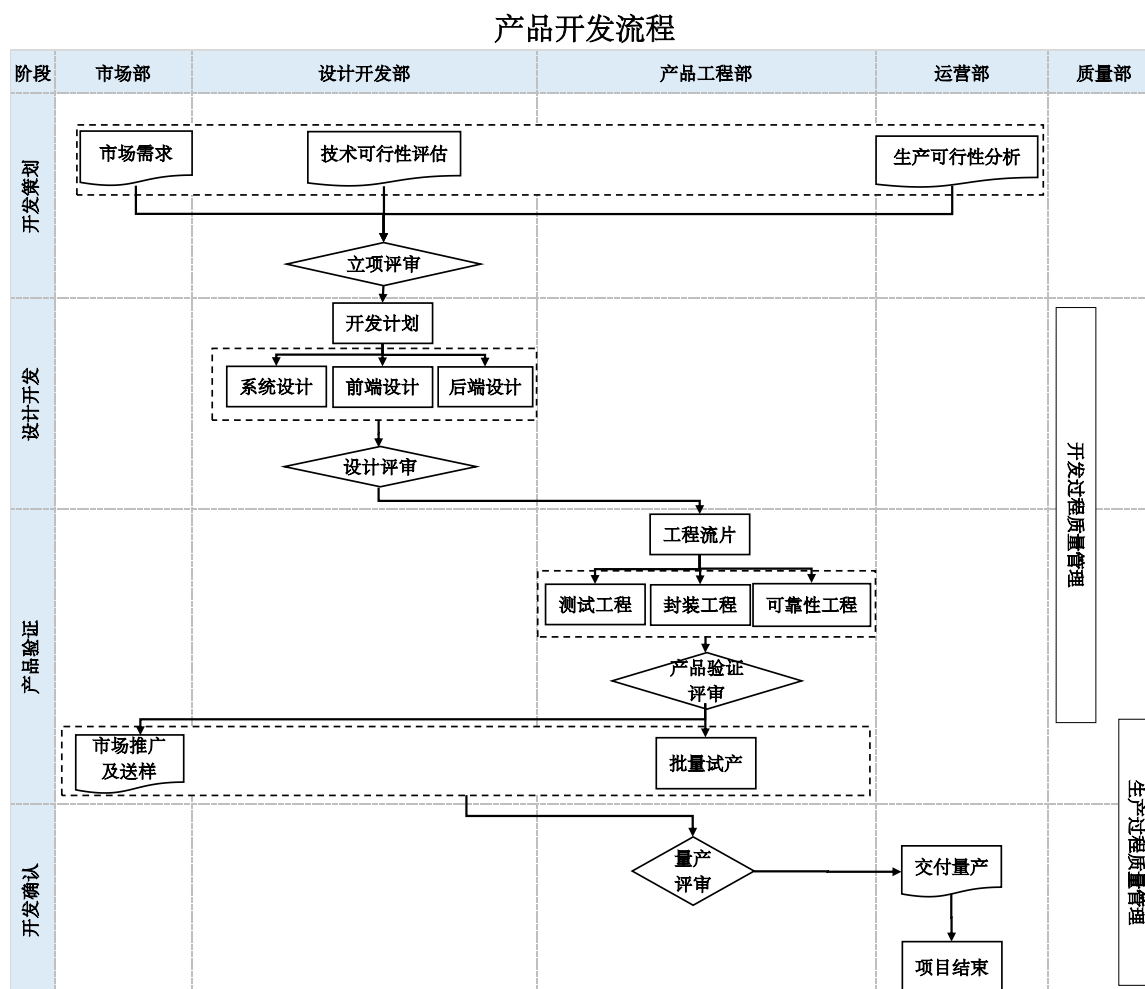 产品开发流程
阶段 市场部 设计开发部 产品工程部 运营部 质量部
开发策划
市场需求 技术可行性评估 生产可行性分析
立项评审
设计开发
开发计划
系统设计 前端设计 后端设计
设计评审
开发过程质量管理
产品验证
工程流片
测试工程 封装工程 可靠性工程
产品验证
评审
市场推广
及送样
批量试产
生产过程质量管理
开发确认
量产
评审
交付量产
项目结束